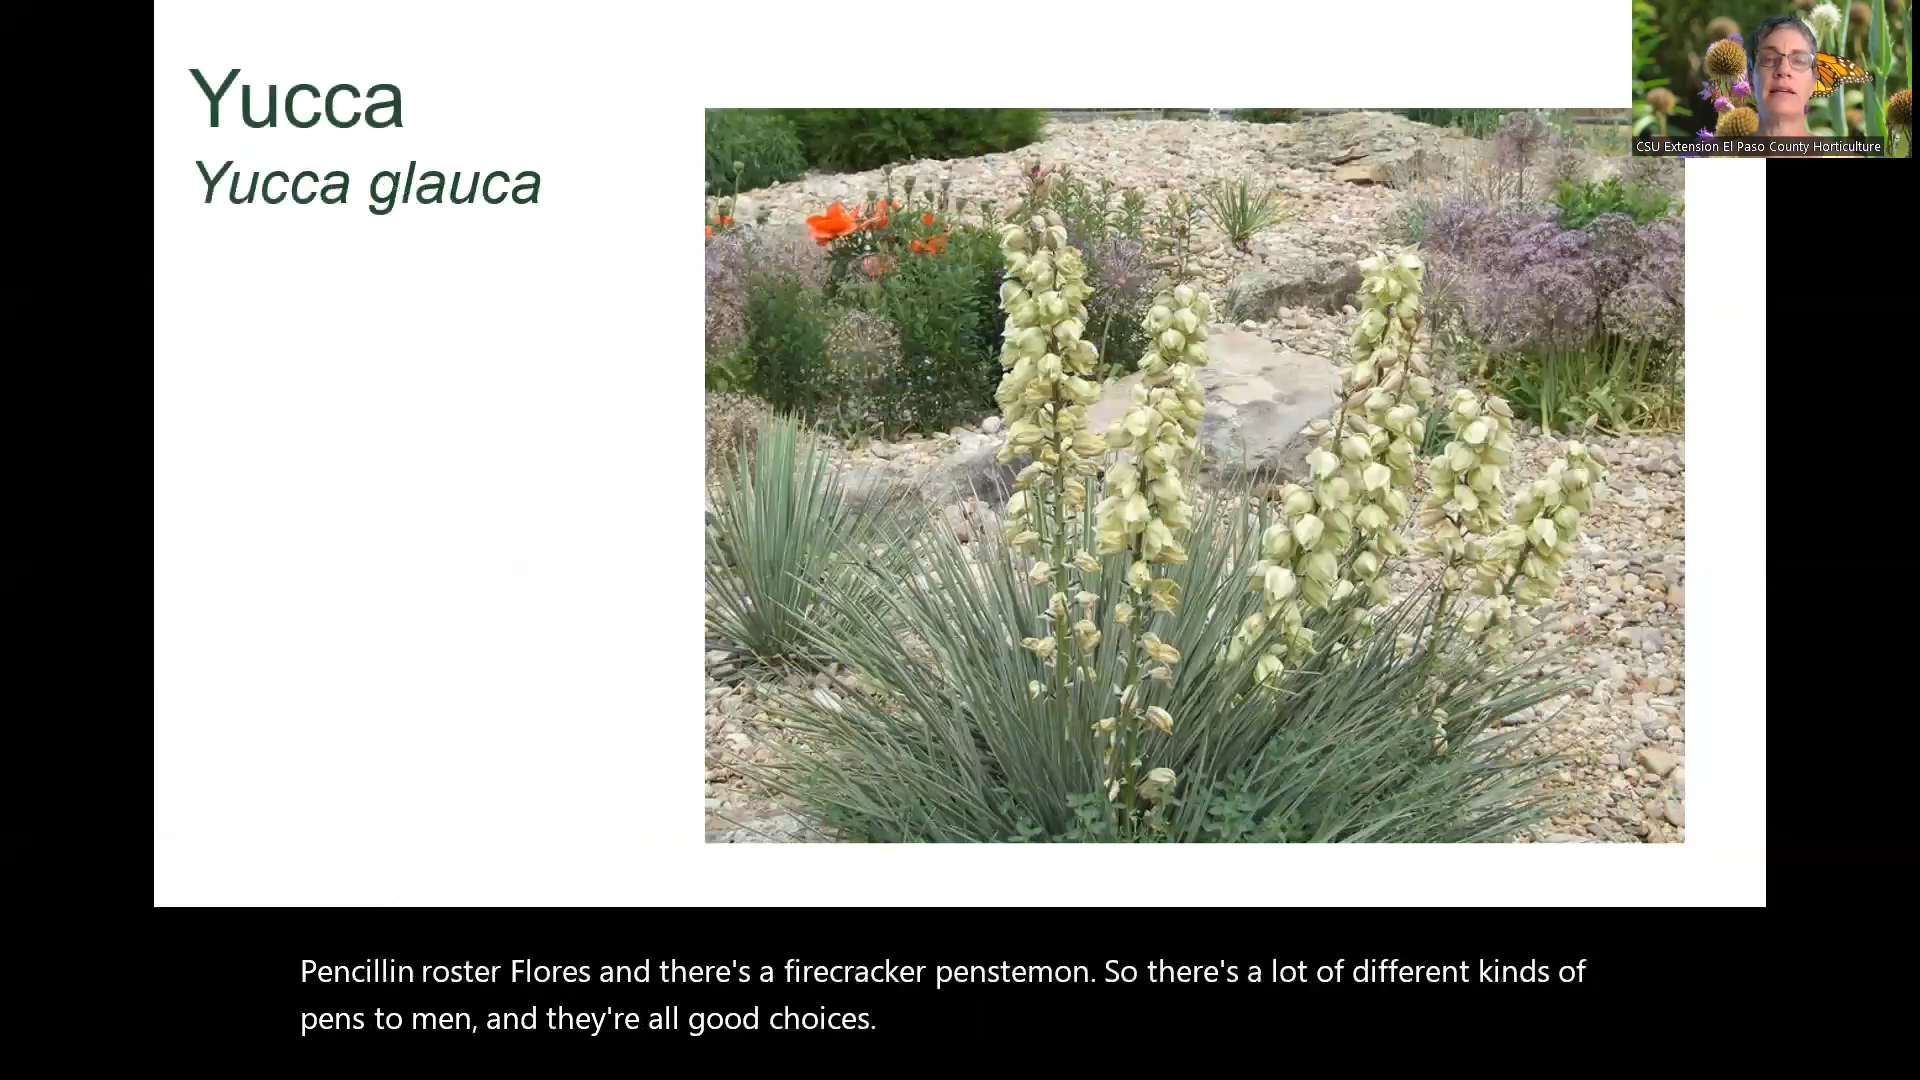 Yucca
Yucca glauca
CSU Extension El Paso County Horticulture
Pencillin roster Flores and there's a firecracker penstemon. So there's a lot of different kinds of
pens to men, and they're all good choices.